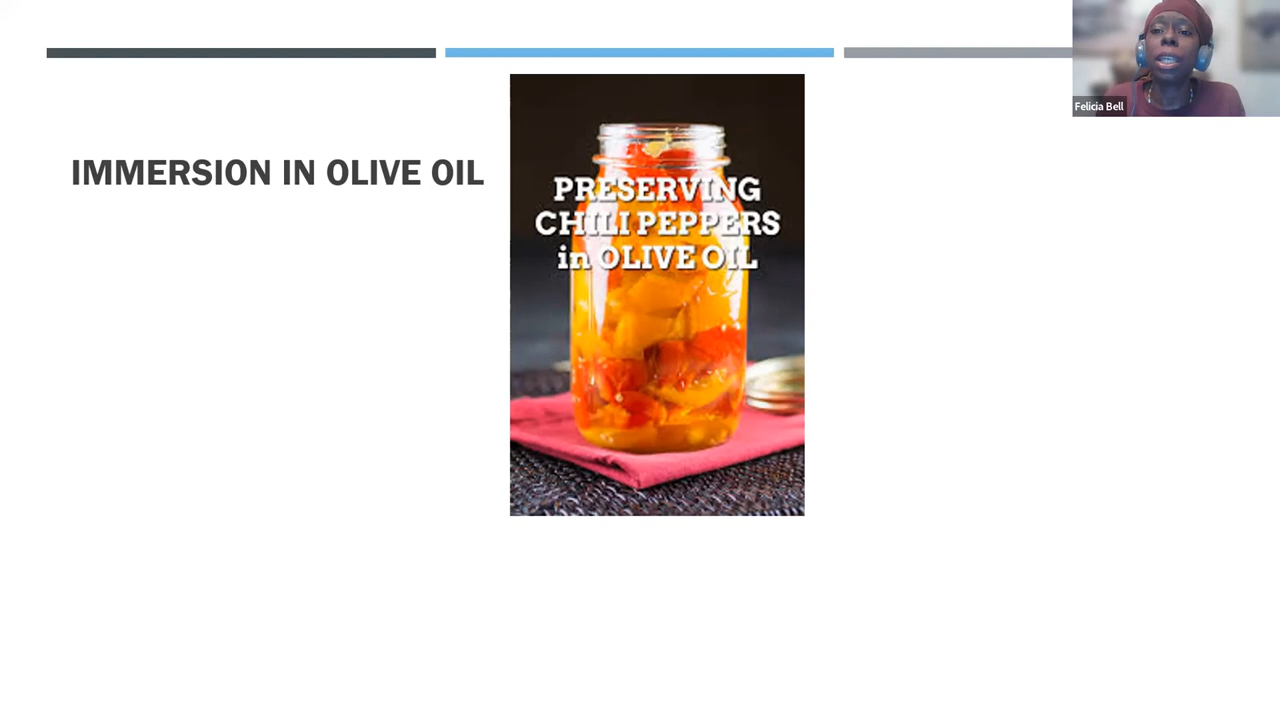 IMMERSION IN OLIVE OIL
PRESERVING
CHILI PEPPERS
in OLIVE OIL
Felicia Bell